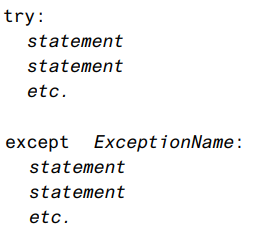 try:
statement
statement
etc.
except ExceptionName:
statement
statement
etc.